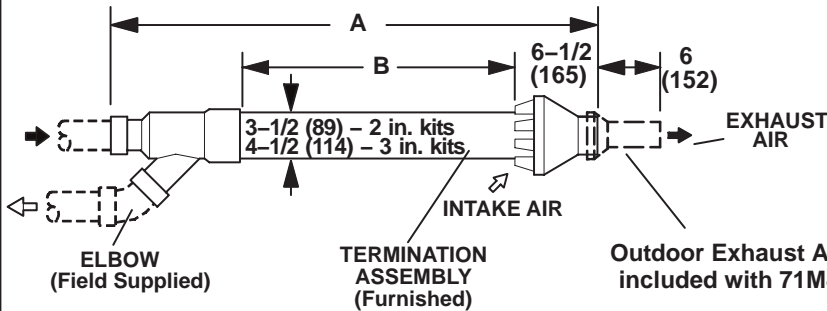 A
B
6–1/2
(165)
6
(152)
3–1/2 (89) – 2 in. kits
4–1/2 (114) – 3 in. kits
EXHAUST
AIR
INTAKE AIR
ELBOW
(Field Supplied)
TERMINATION
ASSEMBLY
(Furnished)
Outdoor Exhaust
included with